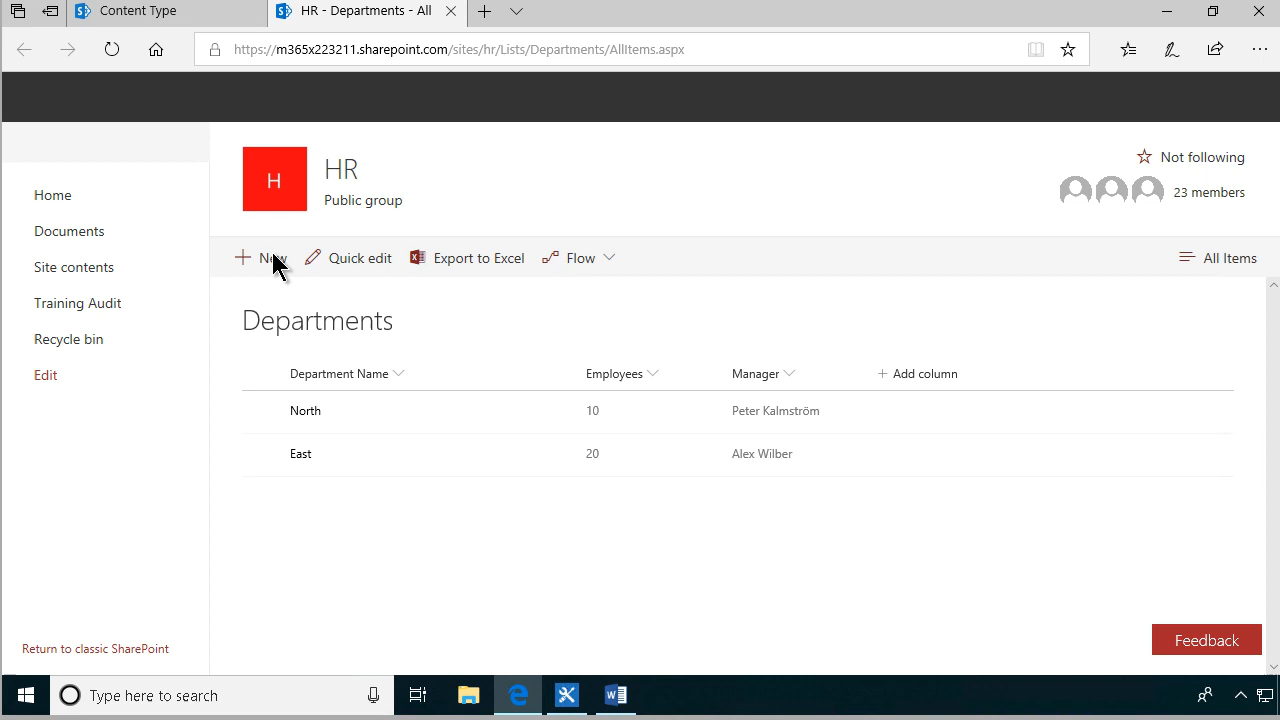 Content Type
HR - Departments - All
https://m365x223211.sharepoint.com/sites/hr/Lists/Departments/AllItems.aspx
H
HR
Public group
Not following
23 members
Home
Documents
Site contents
Training Audit
Recycle bin
Edit
Return to classic SharePoint
New Quick edit Export to Excel Flow All Items
Departments
Department Name Employees Manager Add column
North 10 Peter Kalmström
East 20 Alex Wilber
Feedback
Type here to search